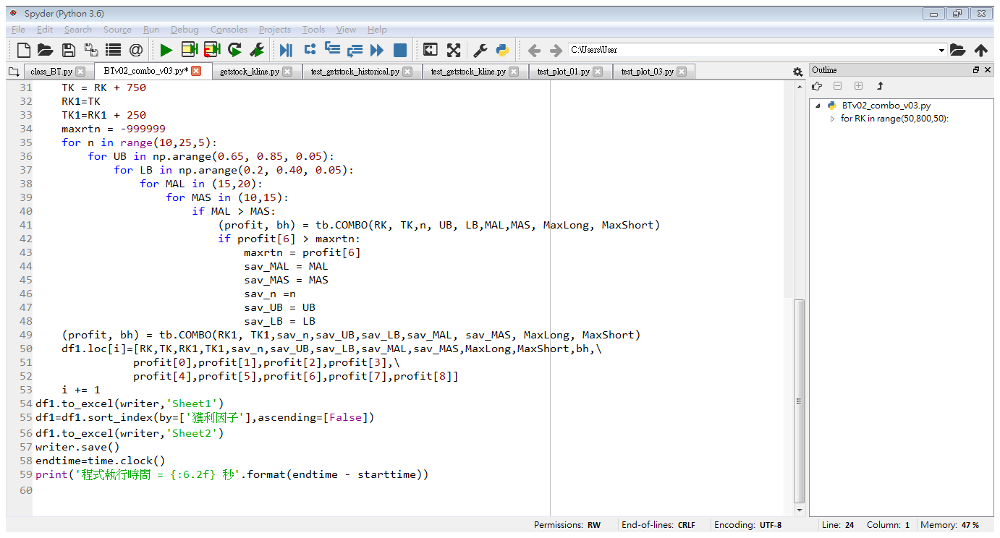 Spyder (Python 3.6)
File Edit Search Source Run Debug Consoles Projects Tools View Help
C:\Users\User
class_BT.py BTv02_combo_v03.py* getstock_kline.py test_getstock_historical.py test_getstock_kline.py test_plot_01.py test_plot_03.py
Outline
BTv02_combo_v03.py
for RK in range(50,800,50):
31     TK = RK + 750
32     RK1=TK
33     TK1=RK1 + 250
34     maxrtn = -999999
35     for n in range(10,25,5):
36         for UB in np.arange(0.65, 0.85, 0.05):
37             for LB in np.arange(0.2, 0.40, 0.05):
38                 for MAL in (15,20):
39                     for MAS in (10,15):
40                         if MAL > MAS:
41                             (profit, bh) = tb.COMBO(RK, TK,n, UB, LB,MAL,MAS, MaxLong, MaxShort)
42                             if profit[6] > maxrtn:
43                                 maxrtn = profit[6]
44                                 sav_MAL = MAL
45                                 sav_MAS = MAS
46                                 sav_n =n
47                                 sav_UB = UB
48                                 sav_LB = LB
49     (profit, bh) = tb.COMBO(RK1, TK1,sav_n,sav_UB,sav_LB,sav_MAL, sav_MAS, MaxLong, MaxShort)
50     df1.loc[i]=[RK,TK,RK1,TK1,sav_n,sav_UB,sav_LB,sav_MAL,sav_MAS,MaxLong,MaxShort,bh,\
51                profit[0],profit[1],profit[2],profit[3],\
52                profit[4],profit[5],profit[6],profit[7],profit[8]]
53     i += 1
54 df1.to_excel(writer,'Sheet1')
55 df1=df1.sort_index(by=['獲利因子'],ascending=[False])
56 df1.to_excel(writer,'Sheet2')
57 writer.save()
58 endtime=time.clock()
59 print('程式執行時間 = {:6.2f} 秒'.format(endtime - starttime))
60
Permissions: RW End-of-lines: CRLF Encoding: UTF-8 Line: 24 Column: 1 Memory: 47 %